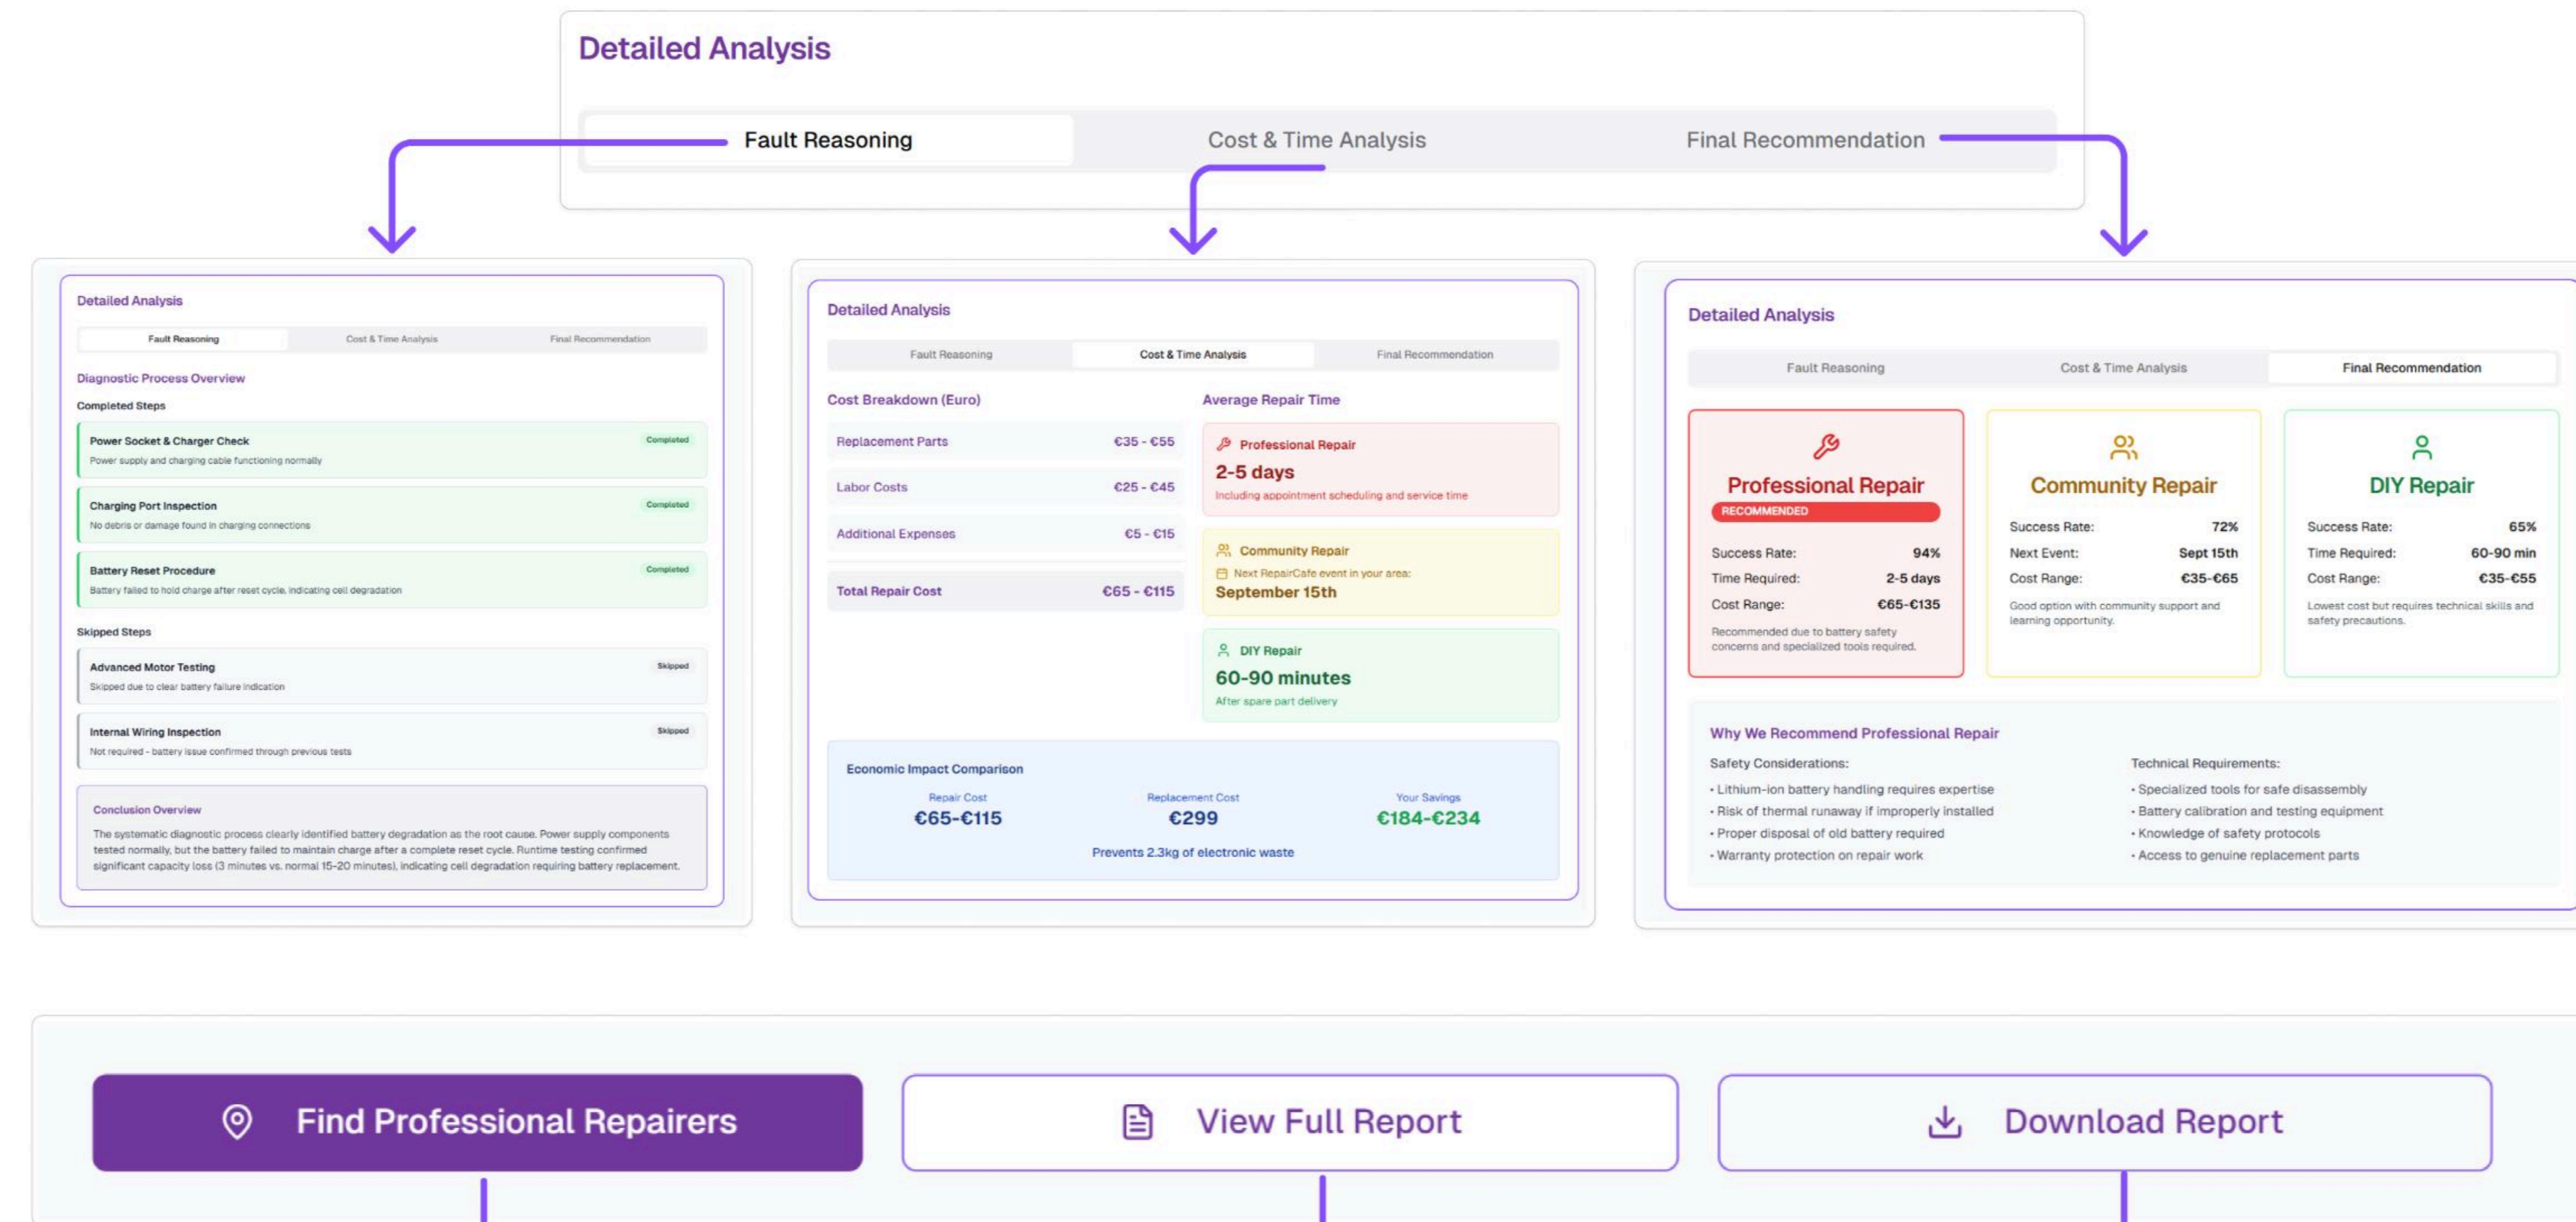 Detailed Analysis
Fault Reasoning
Cost & Time Analysis
Final Recommendation
Detailed Analysis
Fault Reasoning
Cost & Time Analysis
Final Recommendation
Diagnostic Process Overview
Completed Steps
Power Socket & Charger Check
Completed
Power supply and charging cable functioning normally
Charging Port Inspection
Completed
No debris or damage found in charging connections
Battery Reset Procedure
Completed
Battery failed to hold charge after reset cycle, indicating cell degradation
Skipped Steps
Advanced Motor Testing
Skipped
Skipped due to clear battery failure indication
Internal Wiring Inspection
Skipped
Not required - battery issue confirmed through previous tests
Conclusion Overview
The systematic diagnostic process clearly identified battery degradation as the root cause. Power supply components
tested normally, but the battery failed to maintain charge after a complete reset cycle. Runtime testing confirmed
significant capacity loss (3 minutes vs. normal 15-20 minutes), indicating cell degradation requiring battery replacement.
Detailed Analysis
Fault Reasoning
Cost & Time Analysis
Final Recommendation
Cost Breakdown (Euro)
Replacement Parts €35 - €55
Labor Costs €25 - €45
Additional Expenses €5 - €15
Total Repair Cost €65 - €115
Average Repair Time
Professional Repair
2-5 days
Including appointment scheduling and service time
Community Repair
Next RepairCafe event in your area:
September 15th
DIY Repair
60-90 minutes
After spare part delivery
Economic Impact Comparison
Repair Cost
€65-€115
Replacement Cost
€299
Your Savings
€184-€234
Prevents 2.3kg of electronic waste
Detailed Analysis
Fault Reasoning
Cost & Time Analysis
Final Recommendation
Professional Repair
RECOMMENDED
Success Rate: 94%
Time Required: 2-5 days
Cost Range: €65-€135
Recommended due to battery safety
concerns and specialized tools required.
Community Repair
Success Rate: 72%
Next Event: Sept 15th
Cost Range: €35-€65
Good option with community support and
learning opportunity.
DIY Repair
Success Rate: 65%
Time Required: 60-90 min
Cost Range: €35-€55
Lowest cost but requires technical skills and
safety precautions.
Why We Recommend Professional Repair
Safety Considerations:
• Lithium-ion battery handling requires expertise
• Risk of thermal runaway if improperly installed
• Proper disposal of old battery required
• Warranty protection on repair work
Technical Requirements:
• Specialized tools for safe disassembly
• Battery calibration and testing equipment
• Knowledge of safety protocols
• Access to genuine replacement parts
Find Professional Repairers
View Full Report
Download Report